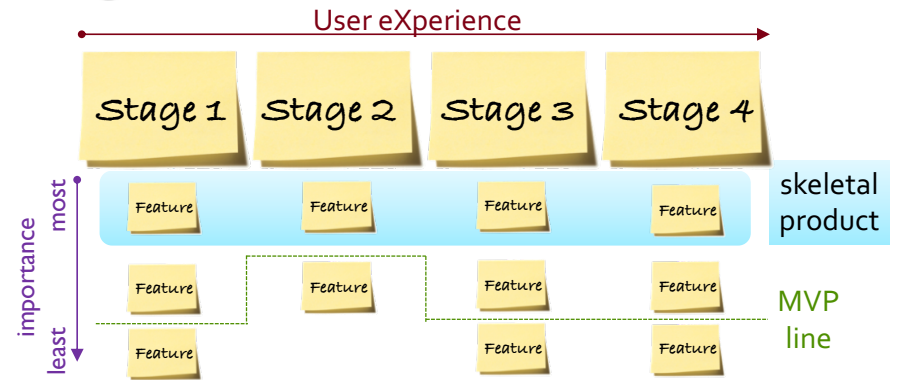 User eXperience
Stage 1 Stage 2 Stage 3 Stage 4
most
importance
least
skeletal
product
Feature Feature Feature Feature
Feature Feature Feature Feature
MVP
line
Feature Feature Feature